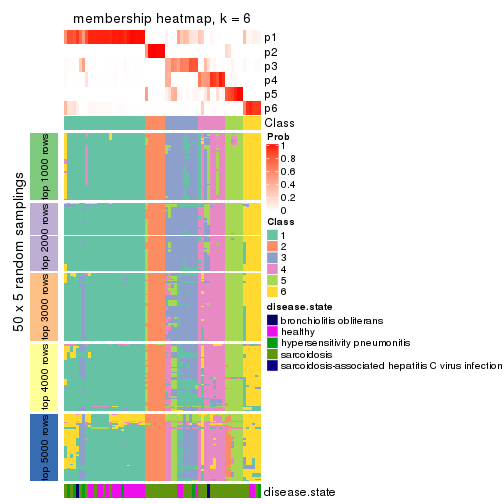 membership heatmap, k = 6
p1
p2
p3
p4
p5
p6
Class
50 x 5 random samplings
top 1000 rows
top 2000 rows
top 3000 rows
top 4000 rows
top 5000 rows
Prob
1
0.8
0.6
0.4
0.2
0
Class
1
2
3
4
5
6
disease.state
bronchiolitis obliterans
healthy
hypersensitivity pneumonitis
sarcoidosis
sarcoidosis-associated hepatitis C virus infection
disease.state